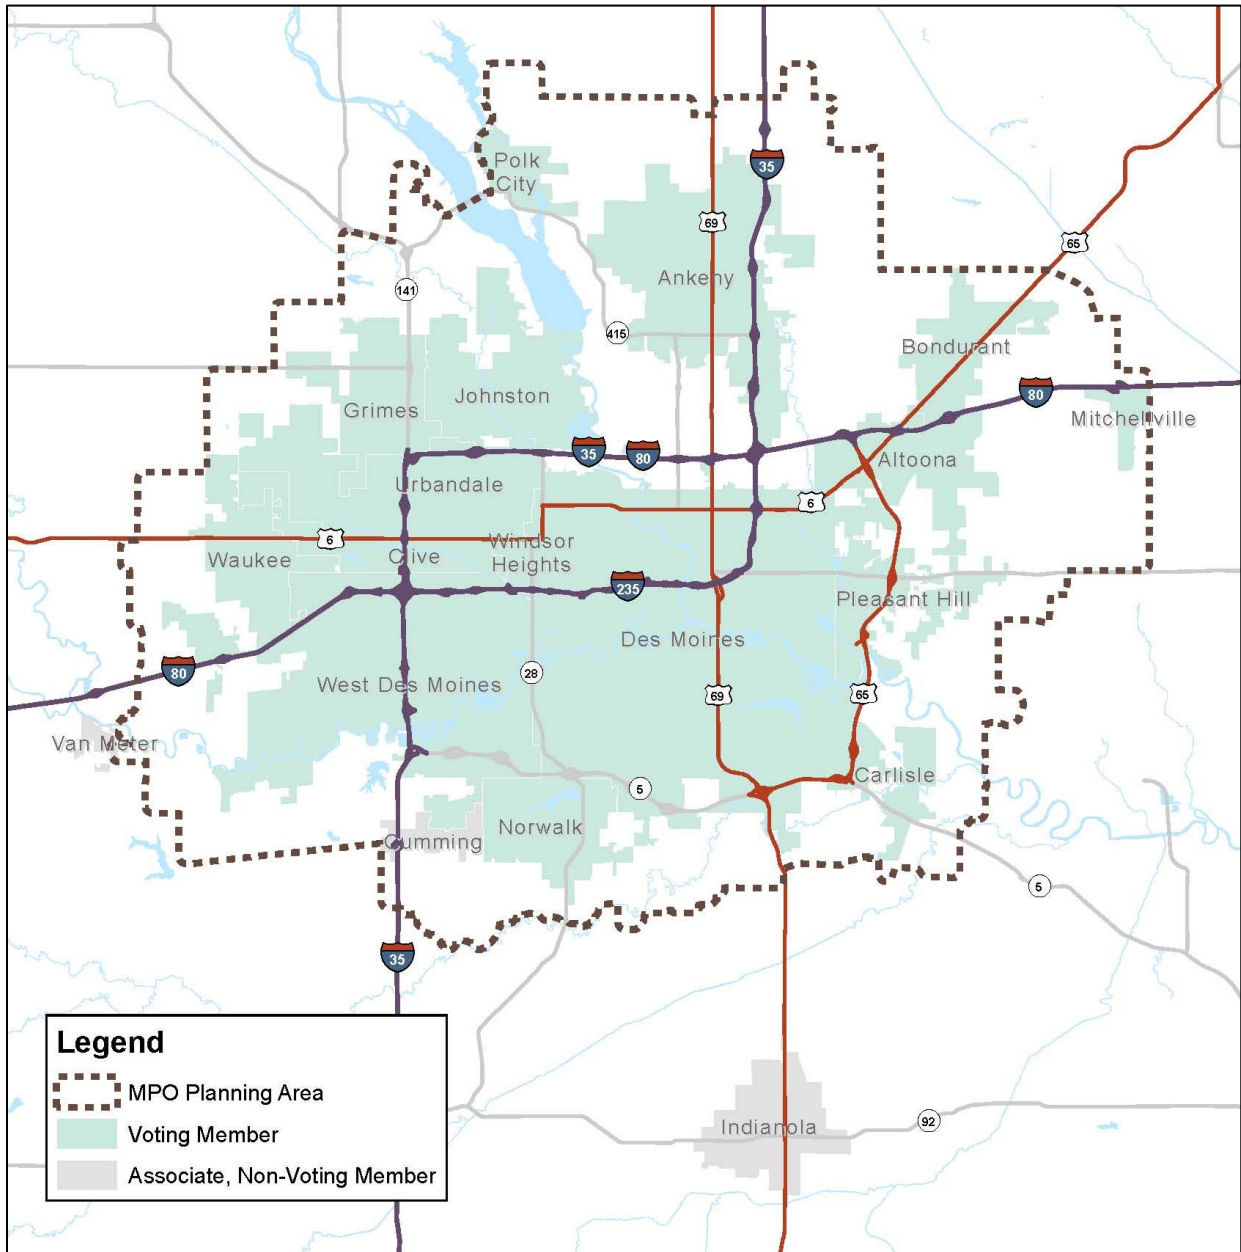 Polk
City
35
69
65
Ankeny
141
415
Bondurant
80
Grimes
Johnston
Mitchellville
35
80
Altoona
Urbandale
6
6
Waukee
Clive
Windsor
Heights
235
Pleasant Hill
Des Moines
80
West Des Moines
28
69
65
Van Meter
Carlisle
5
Norwalk
Cumming
5
35
Legend
MPO Planning Area
Voting Member
Associate, Non-Voting Member
Indianola
92